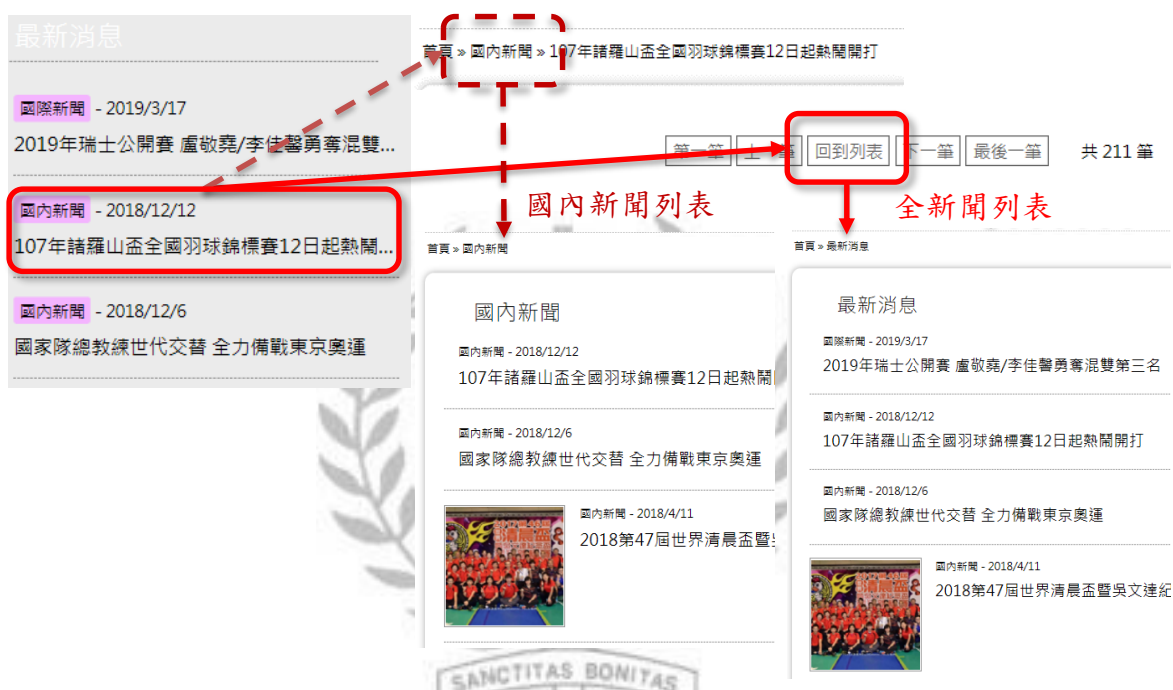 最新消息
國際新聞 - 2019/3/17
2019年瑞士公開賽 盧敬堯/李佳馨勇奪混雙...
國內新聞 - 2018/12/12
107年諸羅山盃全國羽球錦標賽12日起熱鬧...
國內新聞 - 2018/12/6
國家隊總教練世代交替 全力備戰東京奧運
首頁 » 國內新聞 » 107年諸羅山盃全國羽球錦標賽12日起熱鬧開打
第一筆 上一筆 回到列表 下一筆 最後一筆 共 211 筆
國內新聞列表
全新聞列表
首頁 » 國內新聞
國內新聞
國內新聞 - 2018/12/12
107年諸羅山盃全國羽球錦標賽12日起熱鬧
國內新聞 - 2018/12/6
國家隊總教練世代交替 全力備戰東京奧運
國內新聞 - 2018/4/11
2018第47屆世界清晨盃暨
首頁 » 最新消息
最新消息
國際新聞 - 2019/3/17
2019年瑞士公開賽 盧敬堯/李佳馨勇奪混雙第三名
國內新聞 - 2018/12/12
107年諸羅山盃全國羽球錦標賽12日起熱鬧開打
國內新聞 - 2018/12/6
國家隊總教練世代交替 全力備戰東京奧運
國內新聞 - 2018/4/11
2018第47屆世界清晨盃暨吳文達紀
SANCTITAS BONITAS